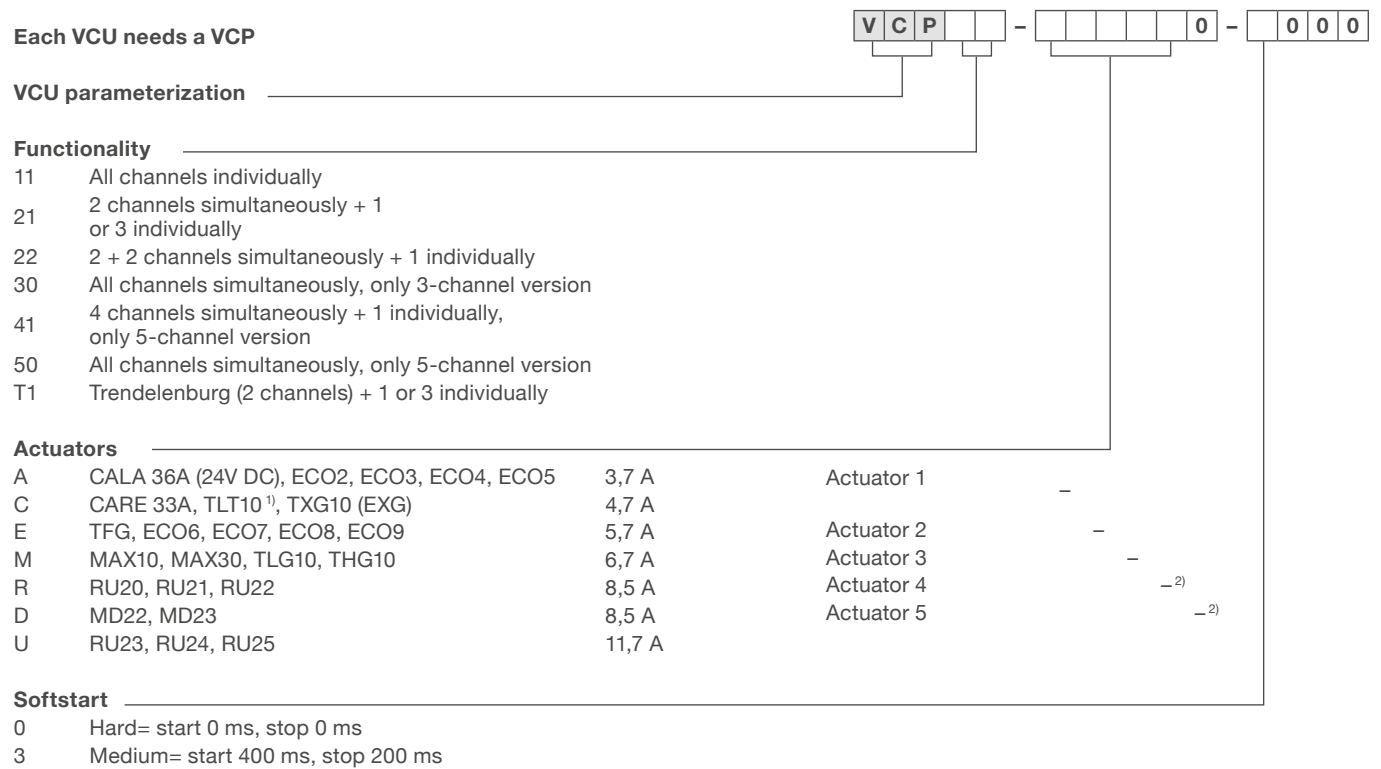 Each VCU needs a VCP
V C P – 0 – 0 0 0
VCU parameterization
Functionality
11 All channels individually
21 2 channels simultaneously + 1
or 3 individually
22 2 + 2 channels simultaneously + 1 individually
30 All channels simultaneously, only 3-channel version
41 4 channels simultaneously + 1 individually,
only 5-channel version
50 All channels simultaneously, only 5-channel version
T1 Trendelenburg (2 channels) + 1 or 3 individually
Actuators
A CALA 36A (24V DC), ECO2, ECO3, ECO4, ECO5 3,7 A Actuator 1 –
C CARE 33A, TLT10 1), TXG10 (EXG) 4,7 A
E TFG, ECO6, ECO7, ECO8, ECO9 5,7 A Actuator 2 –
M MAX10, MAX30, TLG10, THG10 6,7 A Actuator 3 –
R RU20, RU21, RU22 8,5 A Actuator 4 – 2)
D MD22, MD23 8,5 A Actuator 5 – 2)
U RU23, RU24, RU25 11,7 A
Softstart
0 Hard= start 0 ms, stop 0 ms
3 Medium= start 400 ms, stop 200 ms